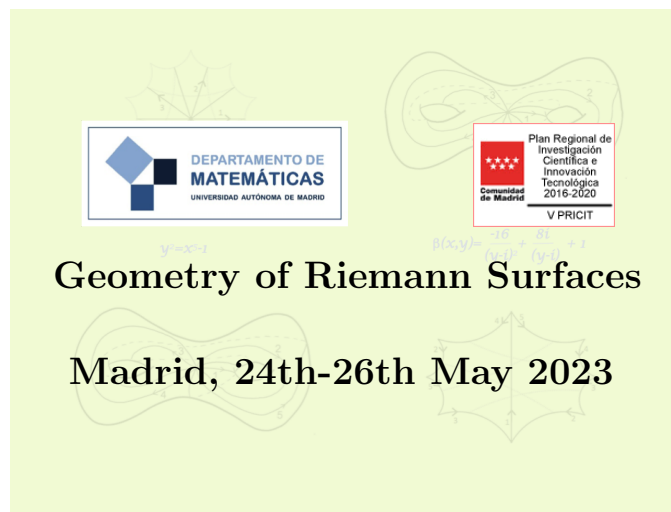 DEPARTAMENTO DE
MATEMÁTICAS
UNIVERSIDAD AUTÓNOMA DE MADRID
Comunidad
de Madrid
Plan Regional de
Investigación
Científica e
Innovación
Tecnológica
2016-2020
V PRICIT
Geometry of Riemann Surfaces
Madrid, 24th-26th May 2023